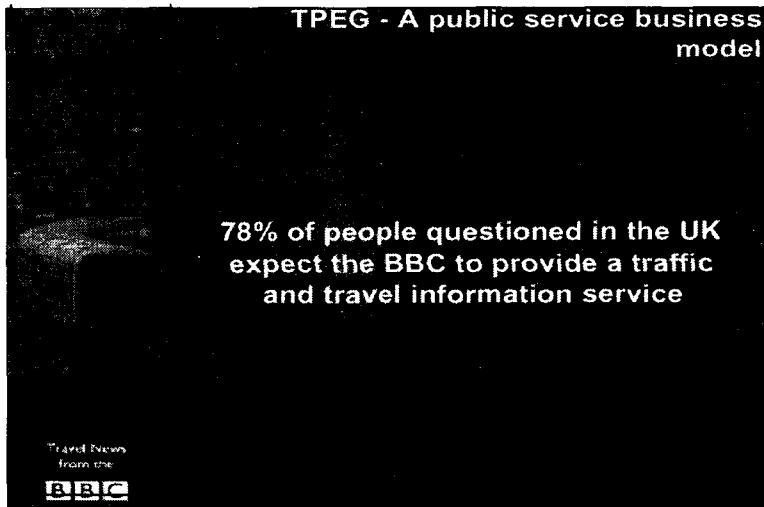 TPEG - A public service business
model
78% of people questioned in the UK
expect the BBC to provide a traffic
and travel information service
Travel News
from the
BBC